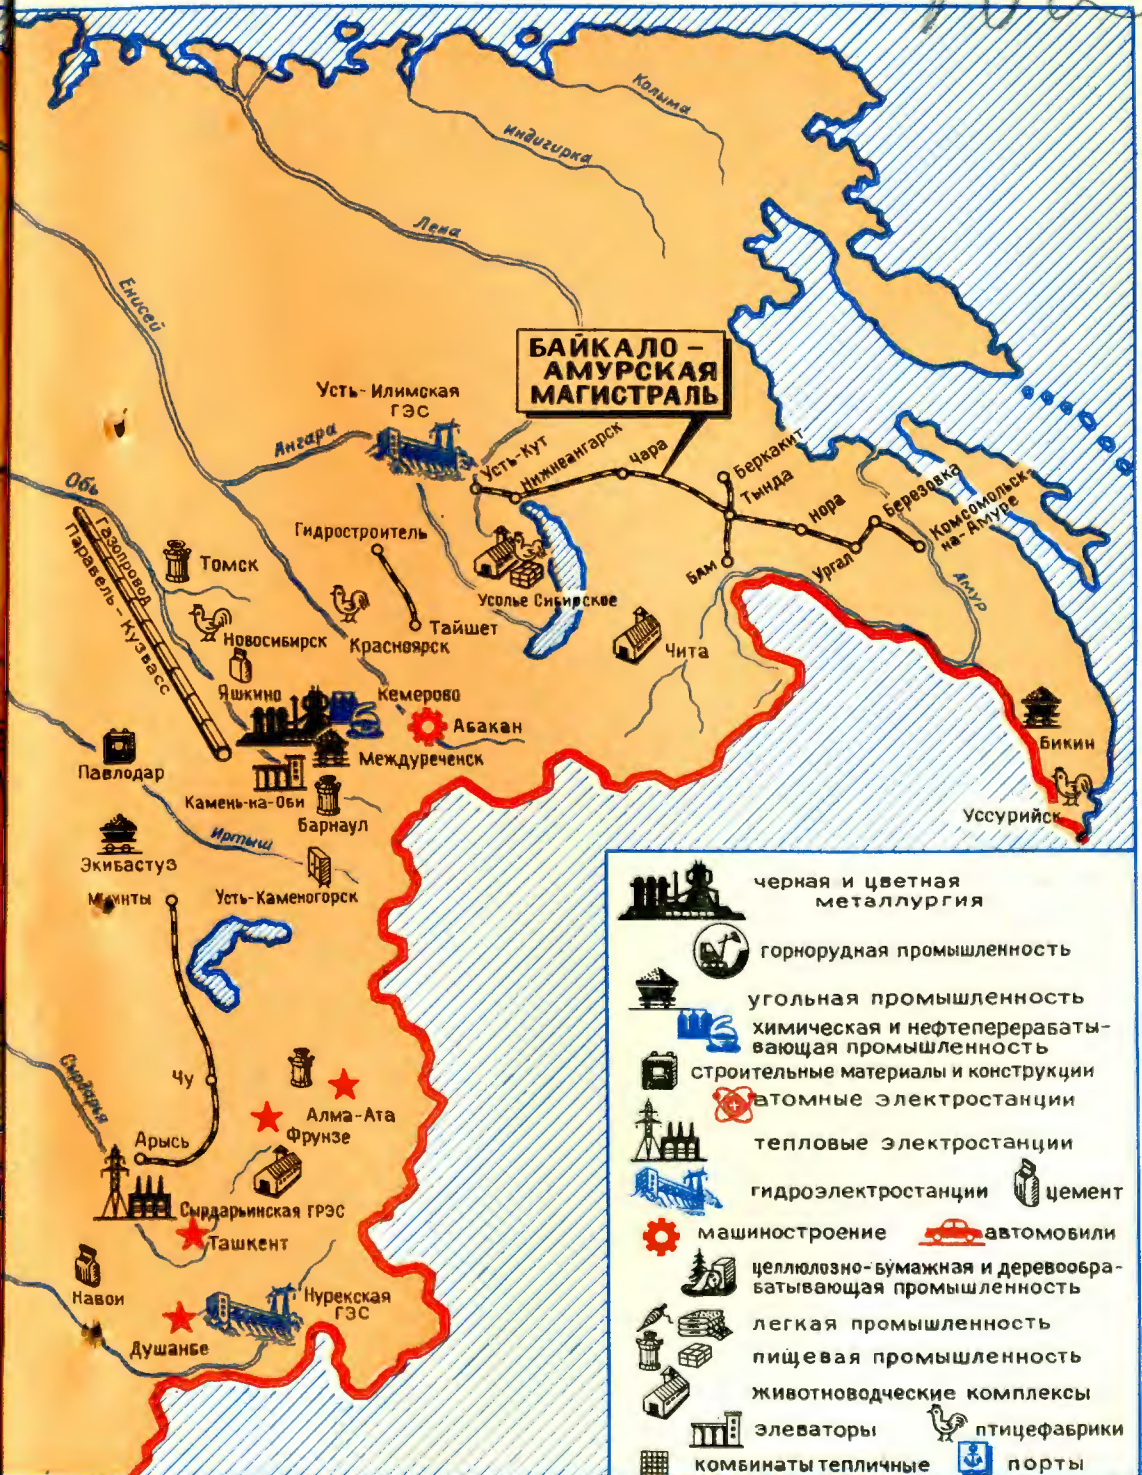 Колыма
Индигирка
Лена
Енисей
БАЙКАЛО-
АМУРСКАЯ
МАГИСТРАЛЬ
Усть-Илимская
ГЭС
Ангара
Усть-Кут
Нижнеангарск
Чара
Беркакит
Тында
БАМ
Нора
Ургал
Березовка
Комсомольск-
на-Амуре
Амур
Обь
Газопровод
Парабель-Кузбасс
Гидростроитель
Томск
Усолье Сибирское
Тайшет
Новосибирск
Красноярск
Чита
Яшкино
Кемерово
Абакан
Бикин
Междуреченск
Павлодар
Камень-на-Оби
Барнаул
Уссурийск
Иртыш
Экибастуз
Усть-Каменогорск
Чу
Сырдарья
Алма-Ата
Фрунзе
Арысь
Сырдарьинская ГРЭС
Ташкент
Навои
Нурекская
ГЭС
Душанбе
черная и цветная
металлургия
горнорудная промышленность
угольная промышленность
химическая и нефтеперерабаты-
вающая промышленность
строительные материалы и конструкции
атомные электростанции
тепловые электростанции
гидроэлектростанции
цемент
машиностроение
автомобили
целлюлозно-бумажная и деревообра-
батывающая промышленность
легкая промышленность
пищевая промышленность
животноводческие комплексы
элеваторы
птицефабрики
комбинаты тепличные
порты